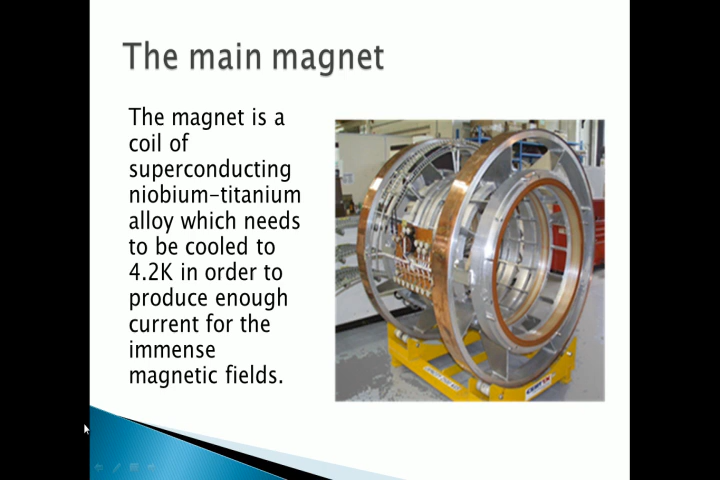 The main magnet
The magnet is a
coil of
superconducting
niobium-titanium
alloy which needs
to be cooled to
4.2K in order to
produce enough
current for the
immense
magnetic fields.